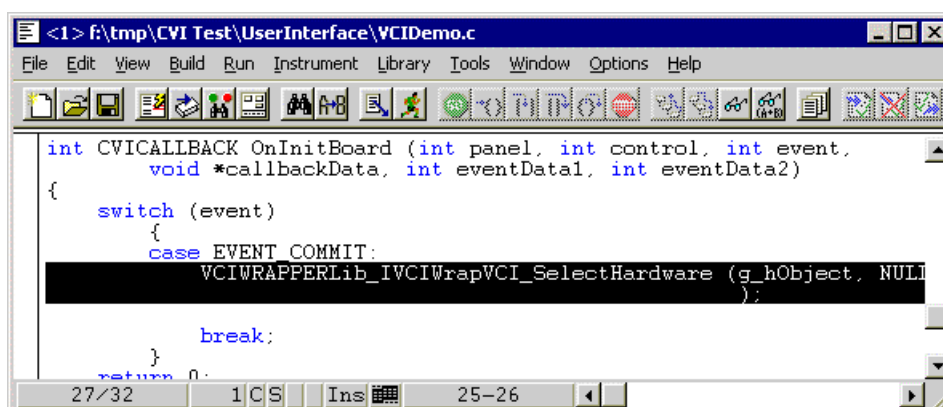 <1> f:\tmp\CVI Test\UserInterface\VCIDemo.c
File Edit View Build Run Instrument Library Tools Window Options Help
int CVICALLBACK OnInitBoard (int panel, int control, int event,
void *callbackData, int eventData1, int eventData2)
{
switch (event)
{
case EVENT_COMMIT:
VCIWRAPPERLib_IVCIWrapVCI_SelectHardware (g_hObject, NULL
);
break;
}
return 0;
27/32 1 C S Ins 25-26